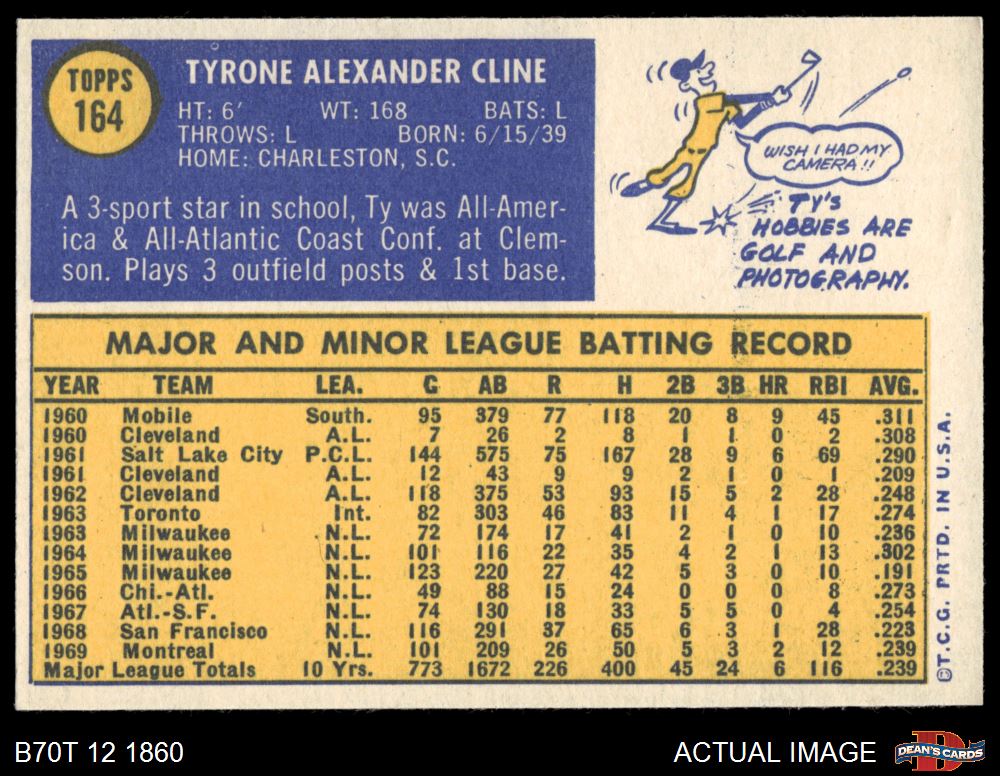 TOPPS
164
TYRONE ALEXANDER CLINE
HT: 6' WT: 168 BATS: L
THROWS: L BORN: 6/15/39
HOME: CHARLESTON, S.C.
A 3-sport star in school, Ty was All-Amer-
ica & All-Atlantic Coast Conf. at Clem-
son. Plays 3 outfield posts & 1st base.
WISH I HAD MY
CAMERA!!
TY'S
HOBBIES ARE
GOLF AND
PHOTOGRAPHY.
MAJOR AND MINOR LEAGUE BATTING RECORD
YEAR TEAM LEA. G AB R H 2B 3B HR RBI AVG.
1960 Mobile South. 95 379 77 118 20 8 9 45 .311
1960 Cleveland A.L. 7 26 2 8 1 1 0 2 .308
1961 Salt Lake City P.C.L. 144 575 75 167 28 9 6 69 .290
1961 Cleveland A.L. 12 43 9 9 2 1 0 1 .209
1962 Cleveland A.L. 118 375 53 93 15 5 2 28 .248
1963 Toronto Int. 82 303 46 83 11 4 1 17 .274
1963 Milwaukee N.L. 72 174 17 41 2 1 0 10 .236
1964 Milwaukee N.L. 101 116 22 35 4 2 1 13 .302
1965 Milwaukee N.L. 123 220 27 42 5 3 0 10 .191
1966 Chi.-Atl. N.L. 49 88 15 24 0 0 0 8 .273
1967 Atl.-S.F. N.L. 74 130 18 33 5 5 0 4 .254
1968 San Francisco N.L. 116 291 37 65 6 3 1 28 .223
1969 Montreal N.L. 101 209 26 50 5 3 2 12 .239
Major League Totals 10 Yrs. 773 1672 226 400 45 24 6 116 .239
©T.C.G. PRTD. IN U.S.A.
B70T 12 1860
ACTUAL IMAGE
DEAN'S CARDS